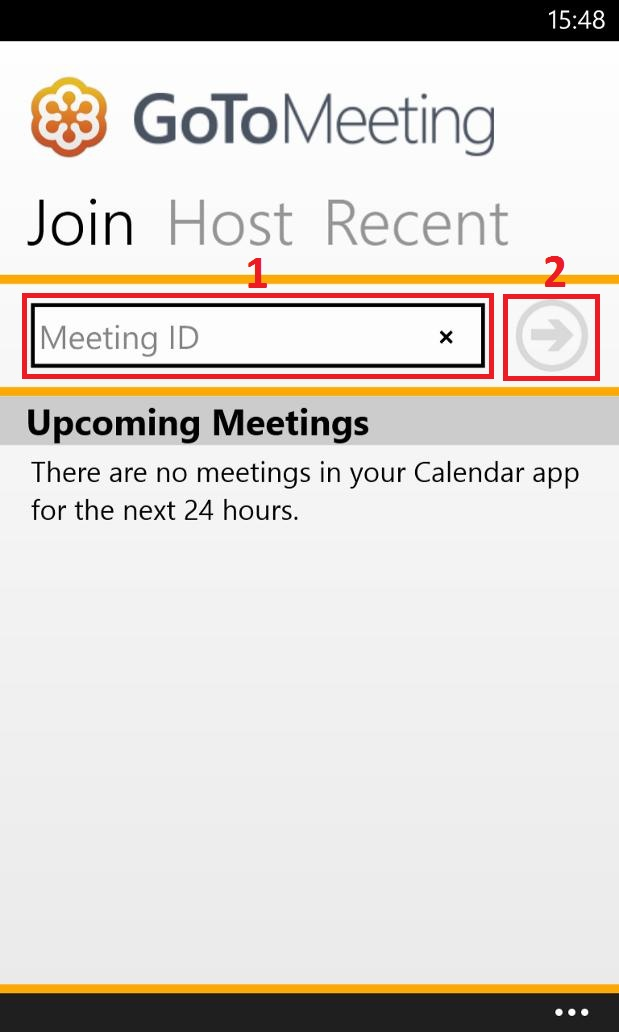 15:48
GoToMeeting
Join Host Recent
1 2
Meeting ID
Upcoming Meetings
There are no meetings in your Calendar app
for the next 24 hours.